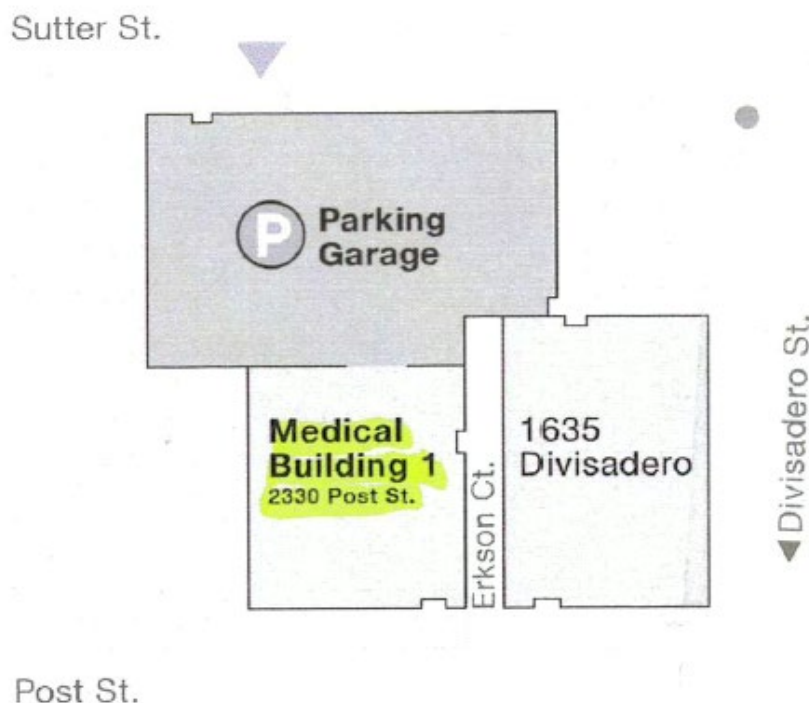 Sutter St.
P
Parking
Garage
Medical
Building 1
2330 Post St.
Erkson Ct.
1635
Divisadero
Divisadero St.
Post St.